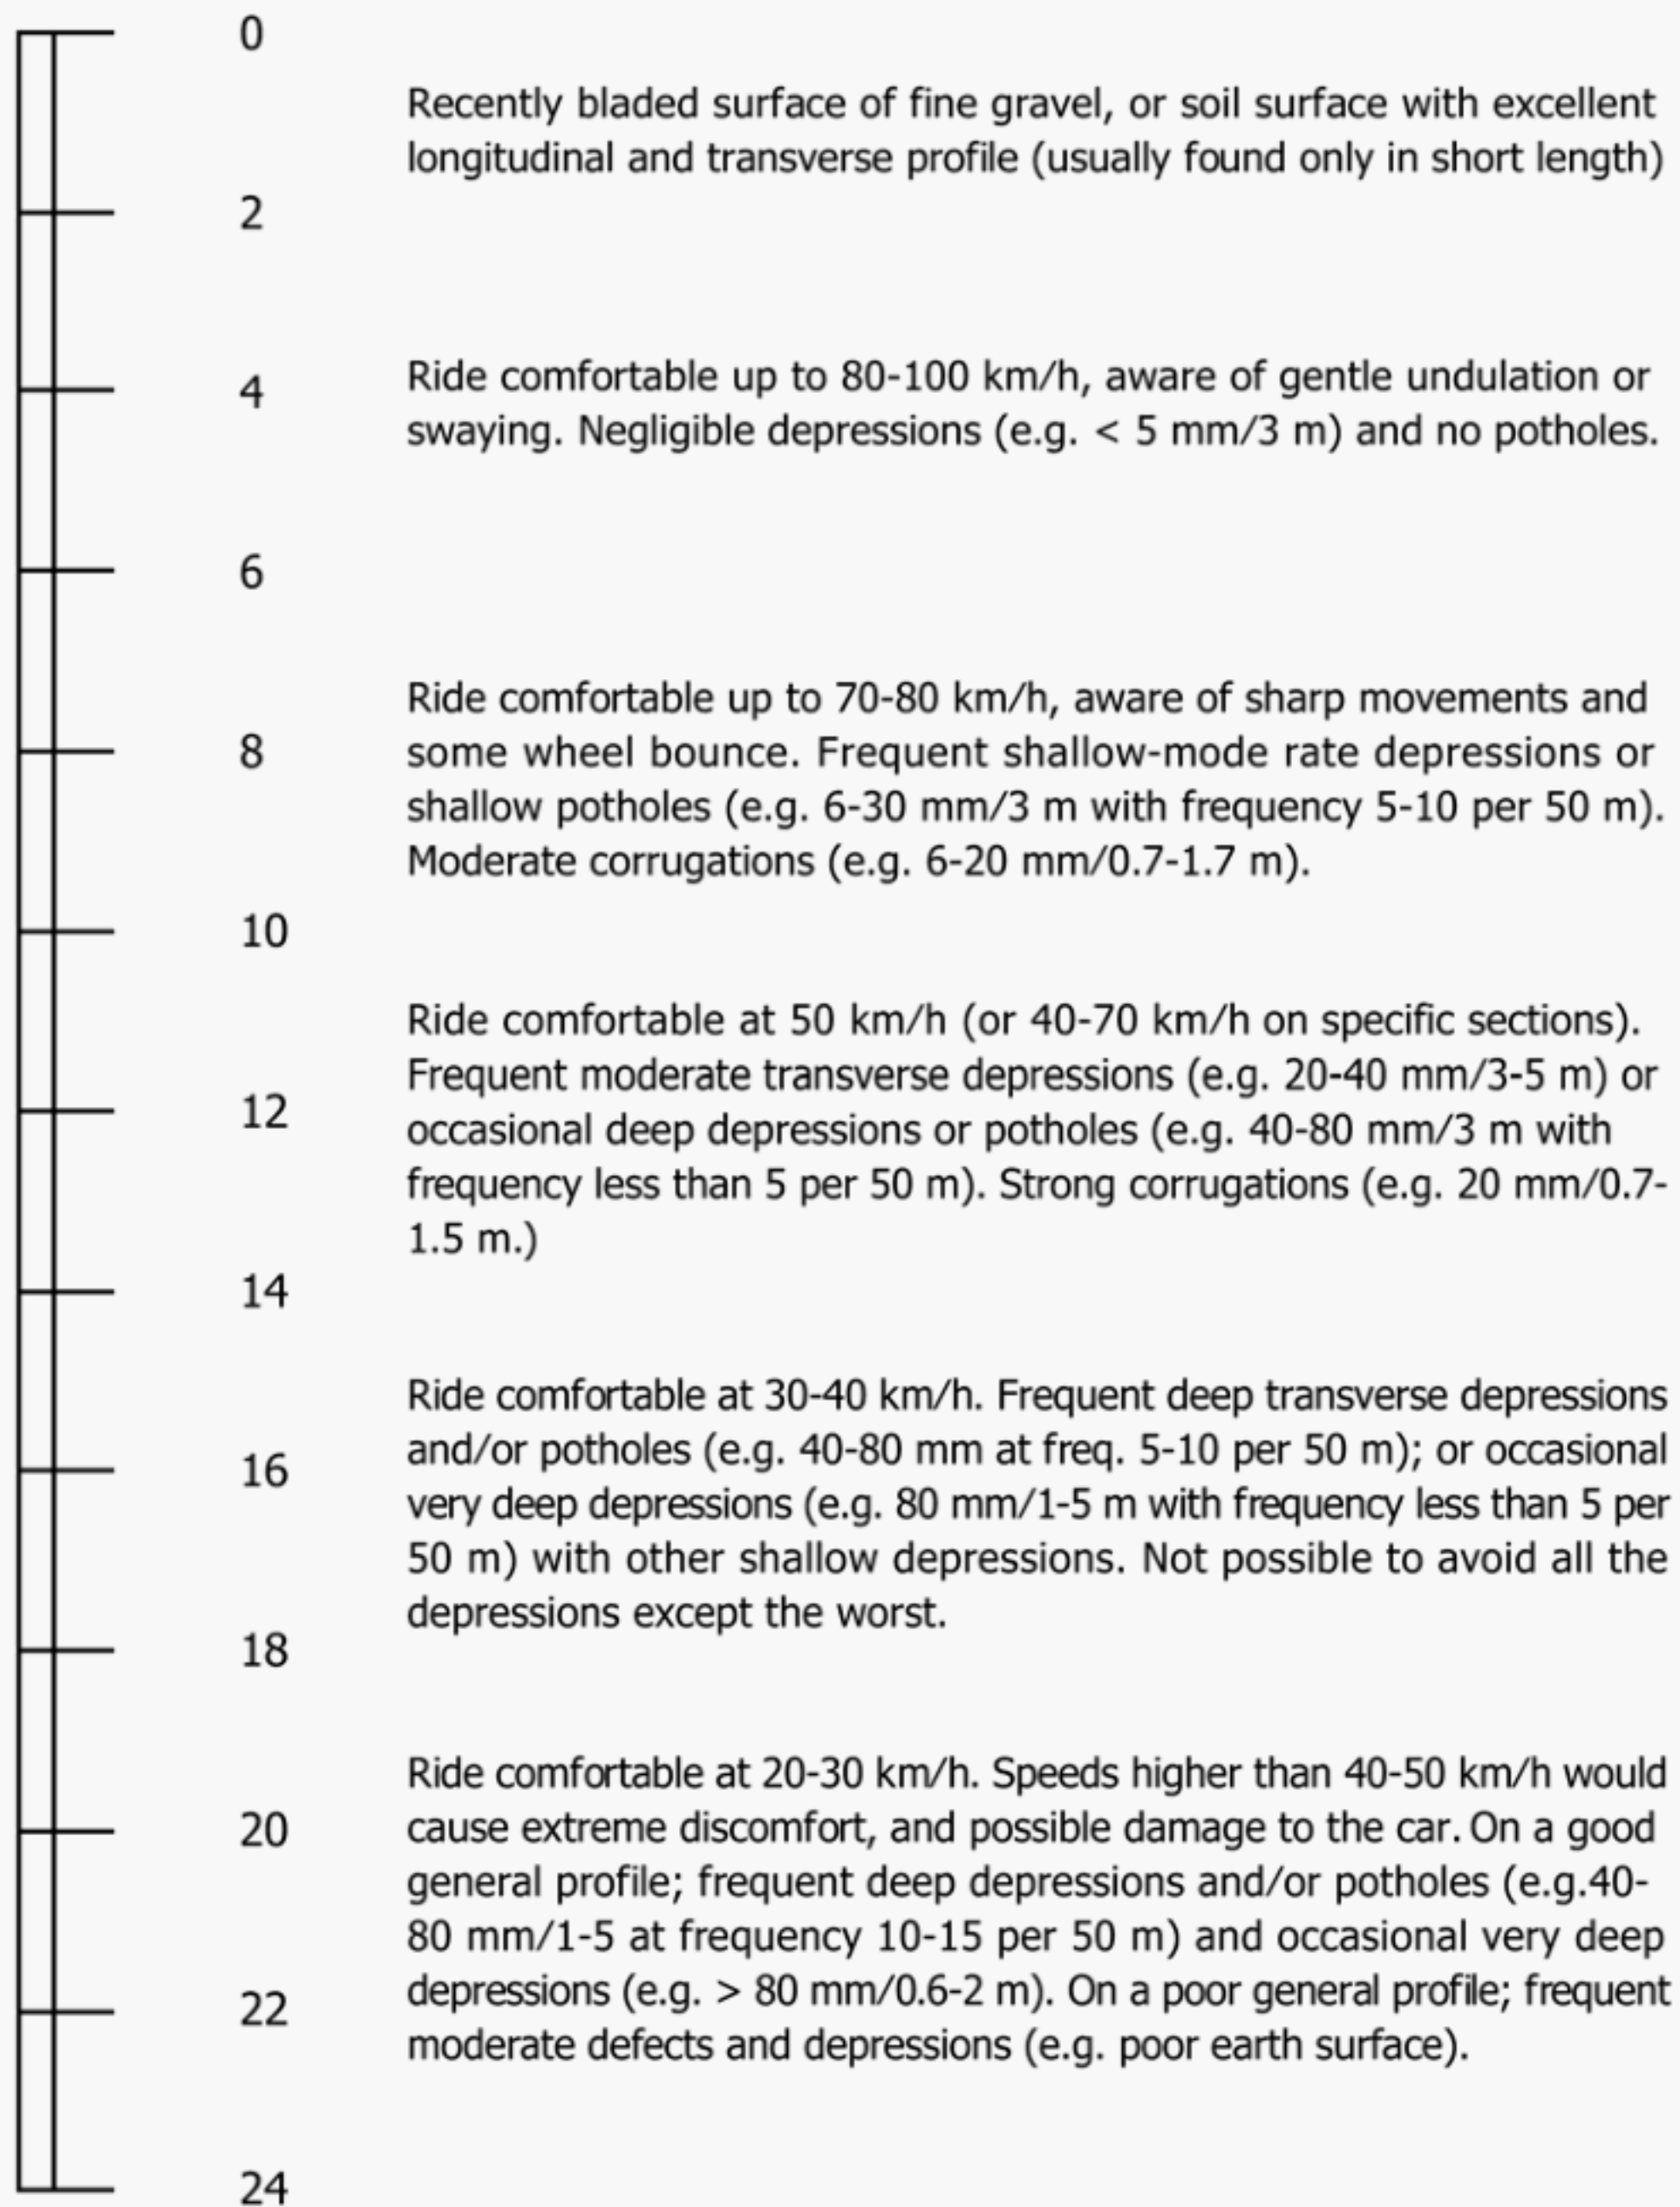 0
Recently bladed surface of fine gravel, or soil surface with excellent
longitudinal and transverse profile (usually found only in short length)
2
4
Ride comfortable up to 80-100 km/h, aware of gentle undulation or
swaying. Negligible depressions (e.g. < 5 mm/3 m) and no potholes.
6
Ride comfortable up to 70-80 km/h, aware of sharp movements and
8
some wheel bounce. Frequent shallow-mode rate depressions or
shallow potholes (e.g. 6-30 mm/3 m with frequency 5-10 per 50 m).
Moderate corrugations (e.g. 6-20 mm/0.7-1.7 m).
10
Ride comfortable at 50 km/h (or 40-70 km/h on specific sections).
Frequent moderate transverse depressions (e.g. 20-40 mm/3-5 m) or
12
occasional deep depressions or potholes (e.g. 40-80 mm/3 m with
frequency less than 5 per 50 m). Strong corrugations (e.g. 20 mm/0.7-
1.5 m.)
14
Ride comfortable at 30-40 km/h. Frequent deep transverse depressions
and/or potholes (e.g. 40-80 mm at freq. 5-10 per 50 m); or occasional
16
very deep depressions (e.g. 80 mm/1-5 m with frequency less than 5 per
50 m) with other shallow depressions. Not possible to avoid all the
depressions except the worst.
18
Ride comfortable at 20-30 km/h. Speeds higher than 40-50 km/h would
20
cause extreme discomfort, and possible damage to the car. On a good
general profile; frequent deep depressions and/or potholes (e.g.40-
80 mm/1-5 at frequency 10-15 per 50 m) and occasional very deep
depressions (e.g. > 80 mm/0.6-2 m). On a poor general profile; frequent
22
moderate defects and depressions (e.g. poor earth surface).
24